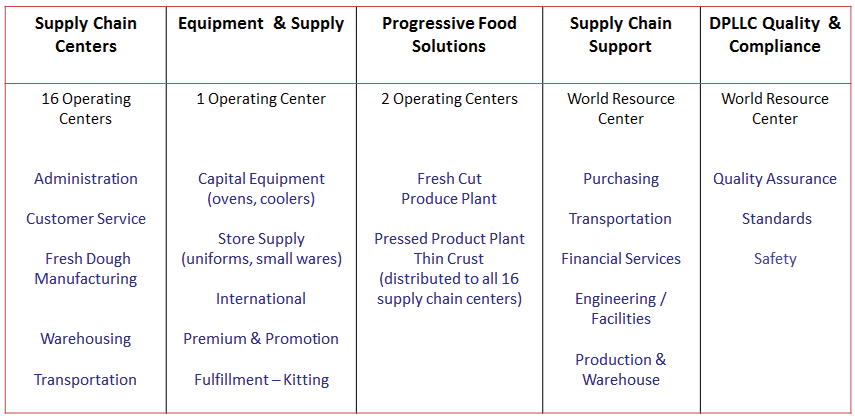 Supply Chain
Centers
Equipment & Supply
Progressive Food
Solutions
Supply Chain
Support
DPLLC Quality &
Compliance
16 Operating
Centers
1 Operating Center
2 Operating Centers
World Resource
Center
World Resource
Center
Administration
Customer Service
Fresh Dough
Manufacturing
Warehousing
Transportation
Capital Equipment
(ovens, coolers)
Store Supply
(uniforms, small wares)
International
Premium & Promotion
Fulfillment – Kitting
Fresh Cut
Produce Plant
Pressed Product Plant
Thin Crust
(distributed to all 16
supply chain centers)
Purchasing
Transportation
Financial Services
Engineering /
Facilities
Production &
Warehouse
Quality Assurance
Standards
Safety